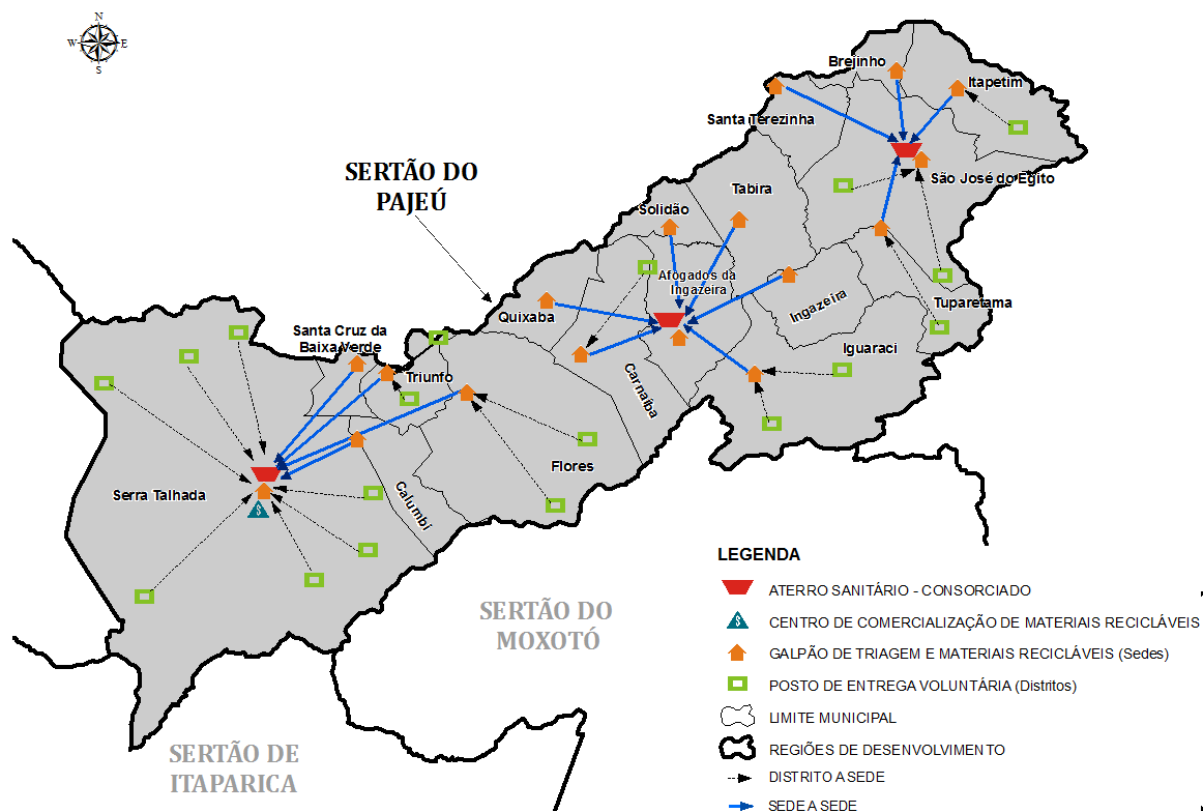 N
W
E
S
Brejinho
Itapetim
Santa Terezinha
SERTÃO DO
PAJEÚ
São José do Egito
Tabira
Solidão
Afogados da
Ingazeira
Ingazeira
Tuparetama
Quixaba
Santa Cruz da
Baixa Verde
Iguaraci
Triunfo
Carnaíba
Flores
Serra Talhada
Calumbi
$
LEGENDA
ATERRO SANITÁRIO - CONSORCIADO
$ CENTRO DE COMERCIALIZAÇÃO DE MATERIAIS RECICLÁVEIS
GALPÃO DE TRIAGEM E MATERIAIS RECICLÁVEIS (Sedes)
POSTO DE ENTREGA VOLUNTÁRIA (Distritos)
LIMITE MUNICIPAL
REGIÕES DE DESENVOLVIMENTO
DISTRITO A SEDE
SEDE A SEDE
SERTÃO DO
MOXOTÓ
SERTÃO DE
ITAPARICA